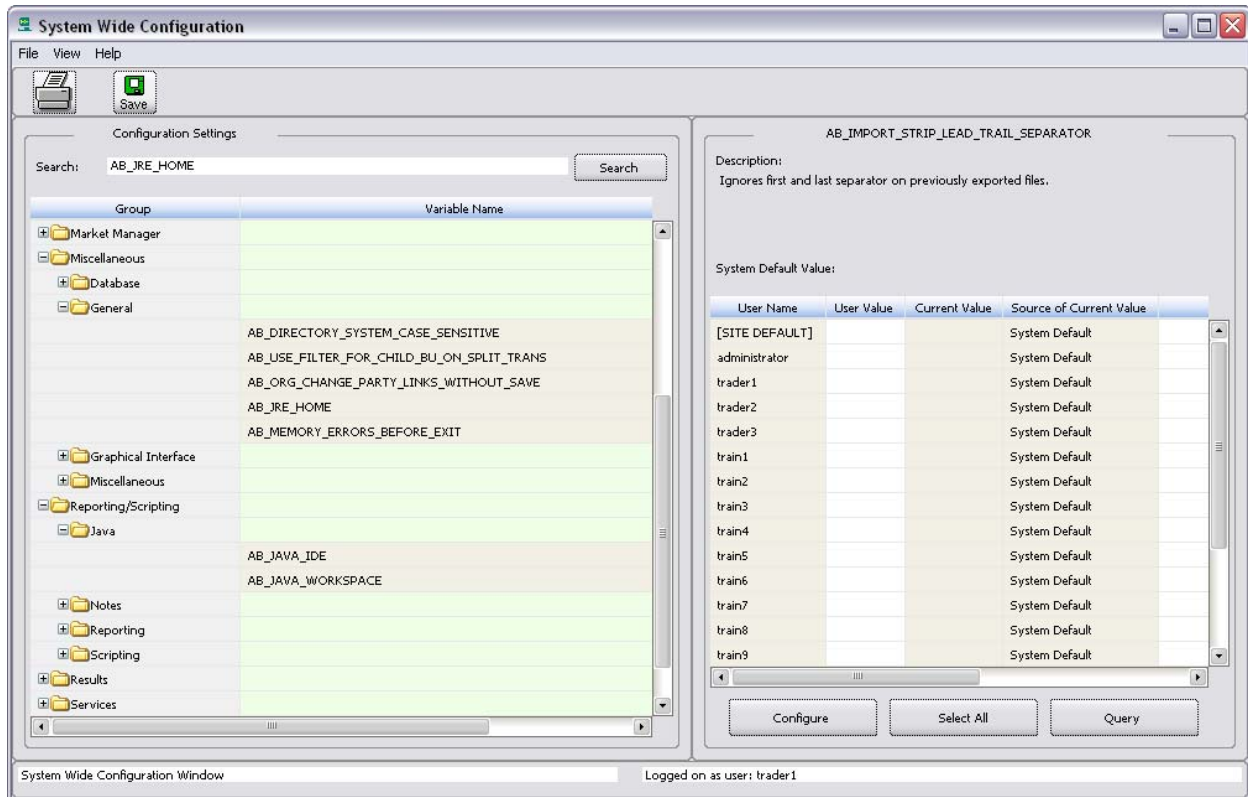 System Wide Configuration
File View Help
Save
Configuration Settings
Search: AB_JRE_HOME Search
Group Variable Name
Market Manager
Miscellaneous
Database
General
AB_DIRECTORY_SYSTEM_CASE_SENSITIVE
AB_USE_FILTER_FOR_CHILD_BU_ON_SPLIT_TRANS
AB_ORG_CHANGE_PARTY_LINKS_WITHOUT_SAVE
AB_JRE_HOME
AB_MEMORY_ERRORS_BEFORE_EXIT
Graphical Interface
Miscellaneous
Reporting/Scripting
Java
AB_JAVA_IDE
AB_JAVA_WORKSPACE
Notes
Reporting
Scripting
Results
Services
AB_IMPORT_STRIP_LEAD_TRAIL_SEPARATOR
Description:
Ignores first and last separator on previously exported files.
System Default Value:
User Name User Value Current Value Source of Current Value
[SITE DEFAULT] System Default
administrator System Default
trader1 System Default
trader2 System Default
trader3 System Default
train1 System Default
train2 System Default
train3 System Default
train4 System Default
train5 System Default
train6 System Default
train7 System Default
train8 System Default
train9 System Default
Configure Select All Query
System Wide Configuration Window Logged on as user: trader1